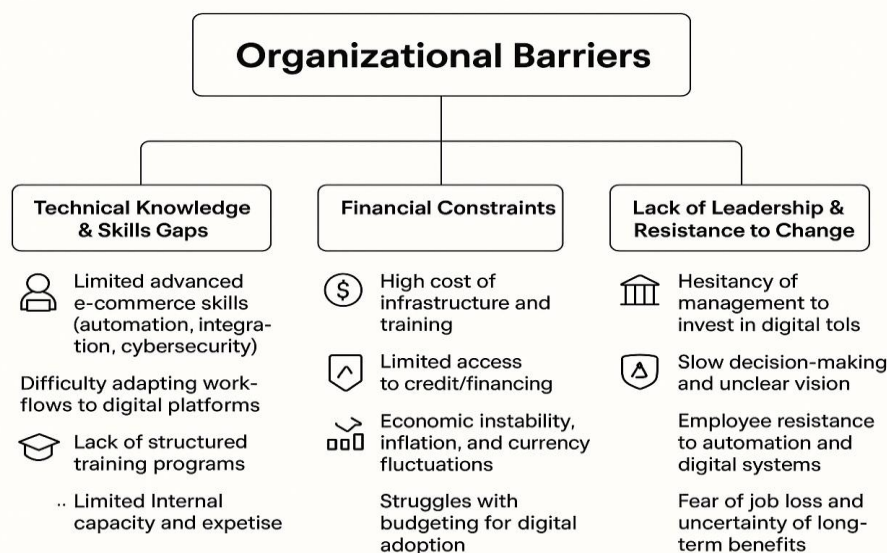 Organizational Barriers
Technical Knowledge
& Skills Gaps
Limited advanced
e-commerce skills
(automation, integra-
tion, cybersecurity)
Difficulty adapting work-
flows to digital platforms
Lack of structured
training programs
Limited Internal
capacity and expetise
Financial Constraints
$
High cost of
infrastructure and
training
Limited access
to credit/financing
Economic instability,
inflation, and currency
fluctuations
Struggles with
budgeting for digital
adoption
Lack of Leadership &
Resistance to Change
Hesitancy of
management to
invest in digital tols
Slow decision-making
and unclear vision
Employee resistance
to automation and
digital systems
Fear of job loss and
uncertainty of long-
term benefits